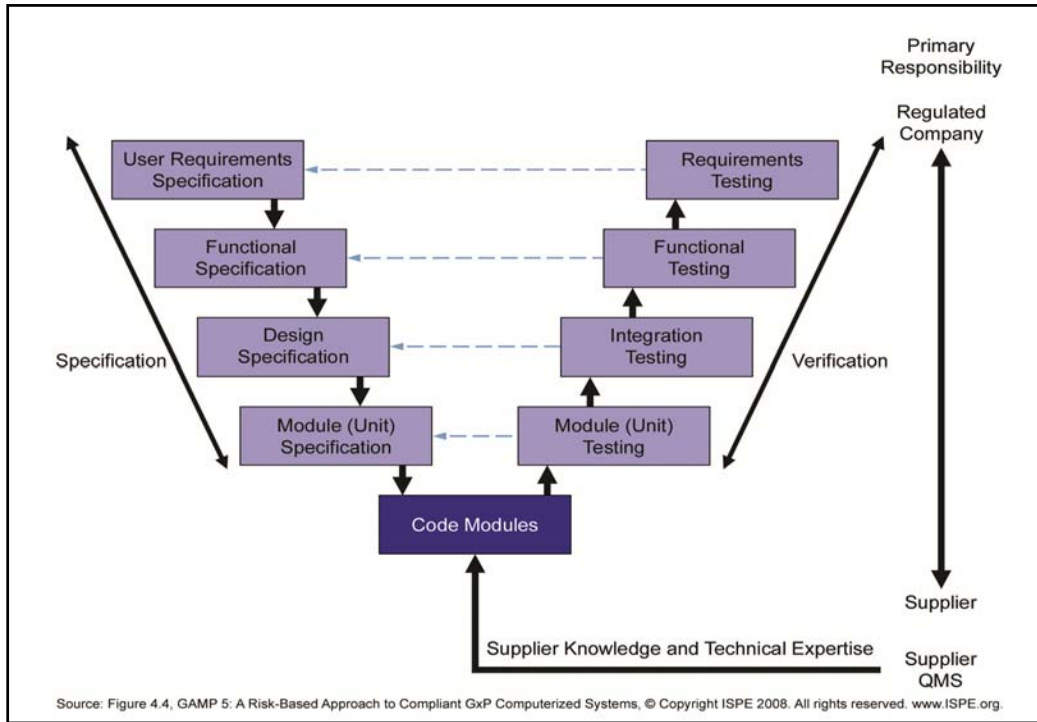 Primary
Responsibility
Regulated
Company
User Requirements
Specification
Requirements
Testing
Functional
Specification
Functional
Testing
Design
Specification
Integration
Testing
Specification
Verification
Module (Unit)
Specification
Module (Unit)
Testing
Code Modules
Supplier
Supplier Knowledge and Technical Expertise
Supplier
QMS
Source: Figure 4.4, GAMP 5: A Risk-Based Approach to Compliant GxP Computerized Systems, © Copyright ISPE 2008. All rights reserved. www.ISPE.org.